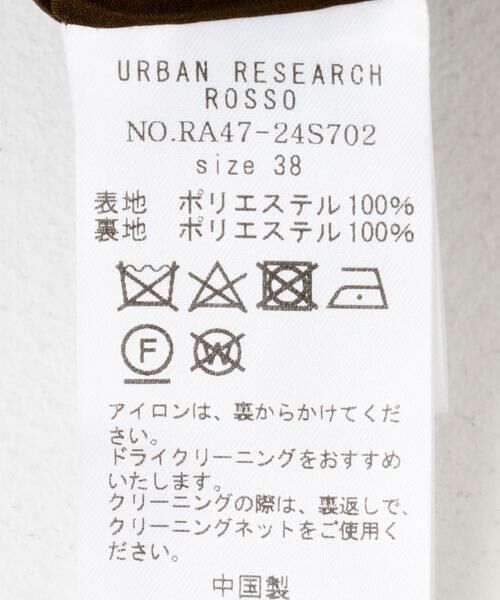 URBAN RESEARCH
ROSSO
NO.RA47-24S702
size 38
表地 ポリエステル100%
裏地 ポリエステル100%
F W
アイロンは、裏からかけてくだ
さい。
ドライクリーニングをおすすめ
いたします。
クリーニングの際は、裏返しで、
クリーニングネットをご使用く
ださい。
中国製